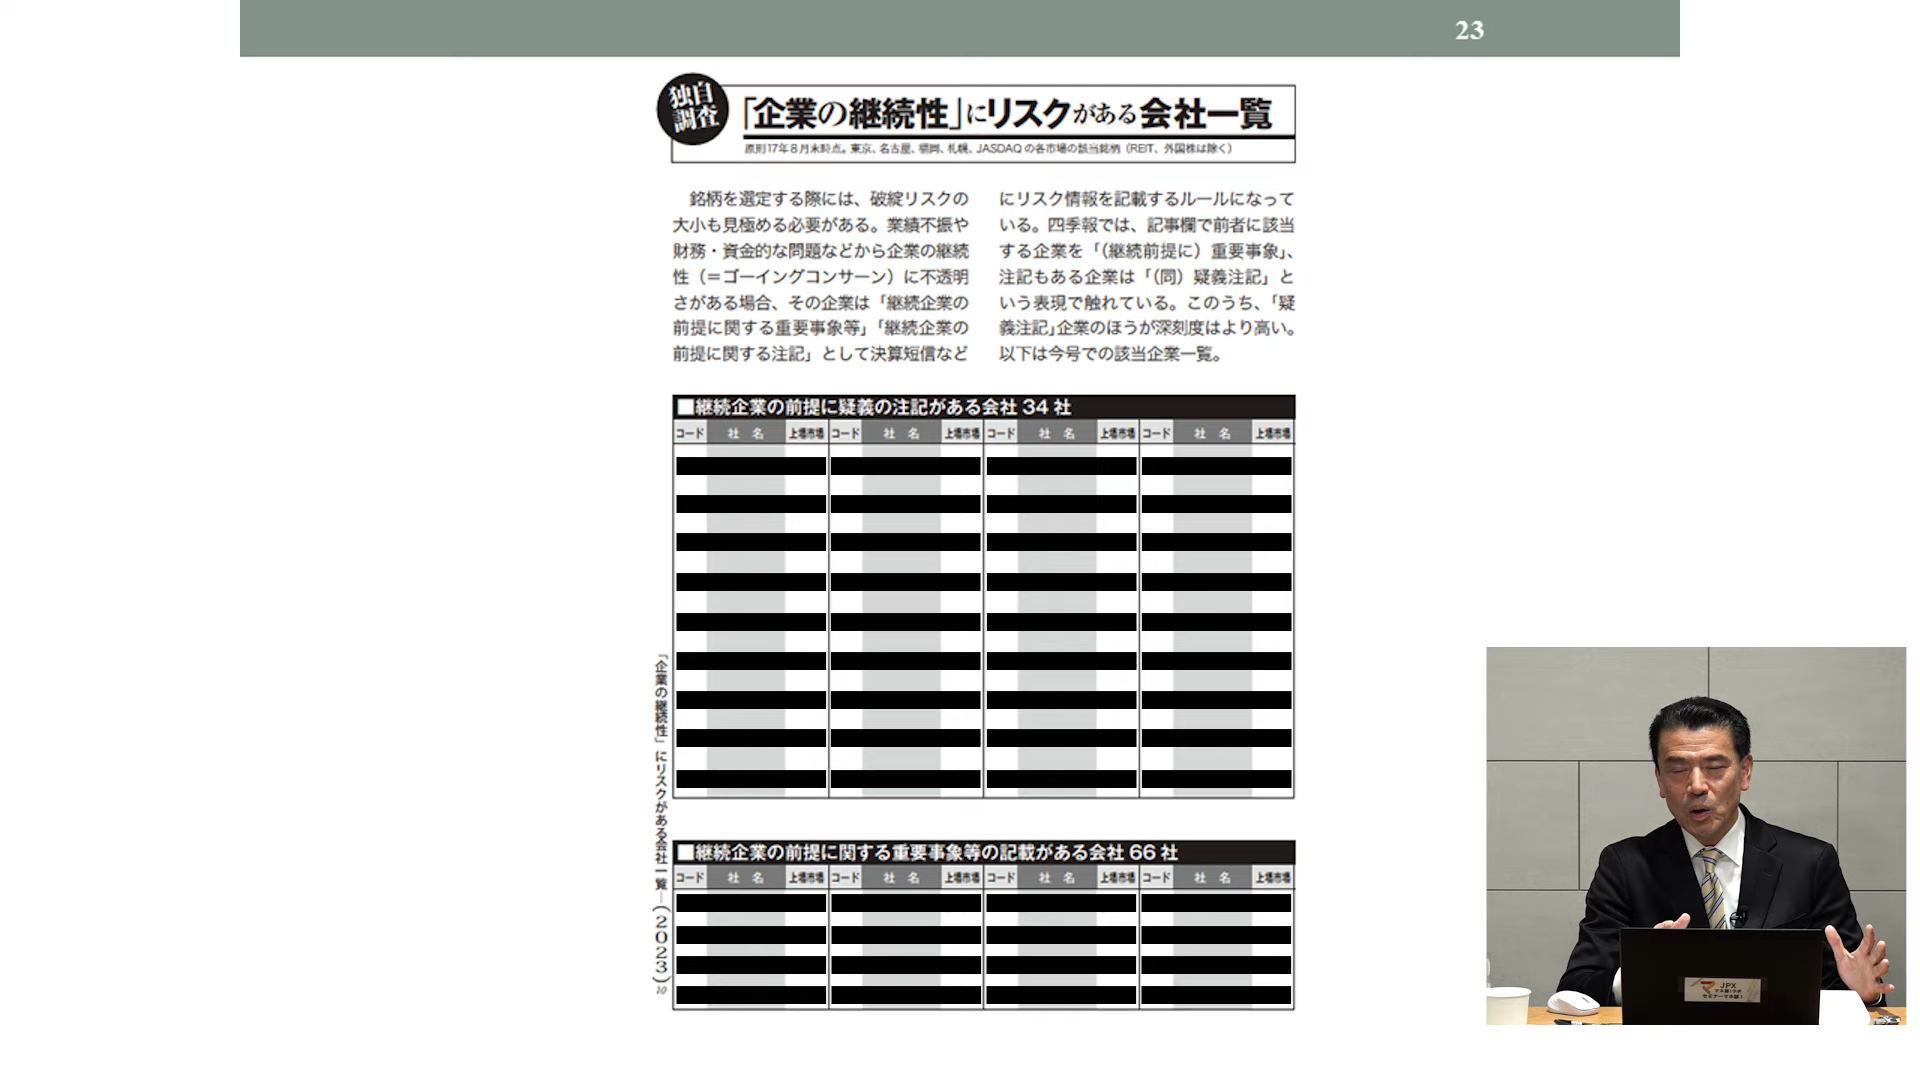 23
独自
調査
「企業の継続性」にリスクがある会社一覧
原則17年8月末時点。東京、名古屋、福岡、札幌、JASDAQの各市場の該当銘柄（REIT、外国株は除く）
銘柄を選定する際には、破綻リスクの
大小も見極める必要がある。業績不振や
財務・資金的な問題などから企業の継続
性（＝ゴーイングコンサーン）に不透明
さがある場合、その企業は「継続企業の
前提に関する重要事象等」「継続企業の
前提に関する注記」として決算短信など
にリスク情報を記載するルールになって
いる。四季報では、記事欄で前者に該当
する企業を「（継続前提に）重要事象」、
注記もある企業は「（同）疑義注記」と
いう表現で触れている。このうち、「疑
義注記」企業のほうが深刻度はより高い。
以下は今号での該当企業一覧。
■継続企業の前提に疑義の注記がある会社 34 社
コード 社 名 上場市場 コード 社 名 上場市場 コード 社 名 上場市場 コード 社 名 上場市場
■継続企業の前提に関する重要事象等の記載がある会社 66 社
コード 社 名 上場市場 コード 社 名 上場市場 コード 社 名 上場市場 コード 社 名 上場市場
「企業の継続性」にリスクがある会社一覧―（2023）
10
JPX
マネ部！ラボ
セミナーマネ部！